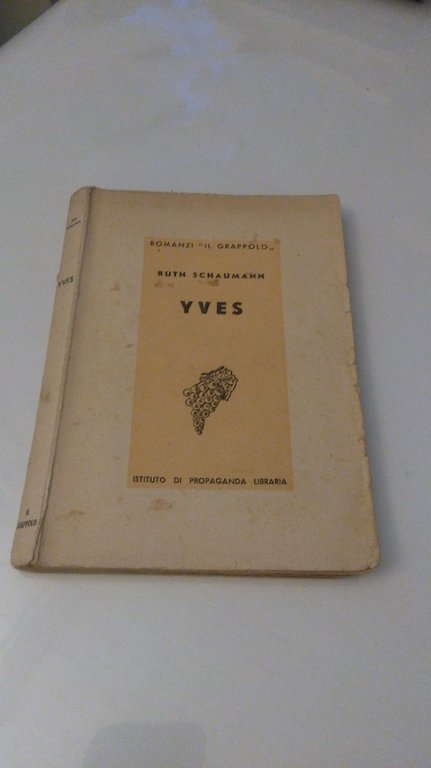 ROMANZI "IL GRAPPOLO„
RUTH SCHAUMANN
YVES
ISTITUTO DI PROPAGANDA LIBRARIA
YVES
IL
GRAPPOLO